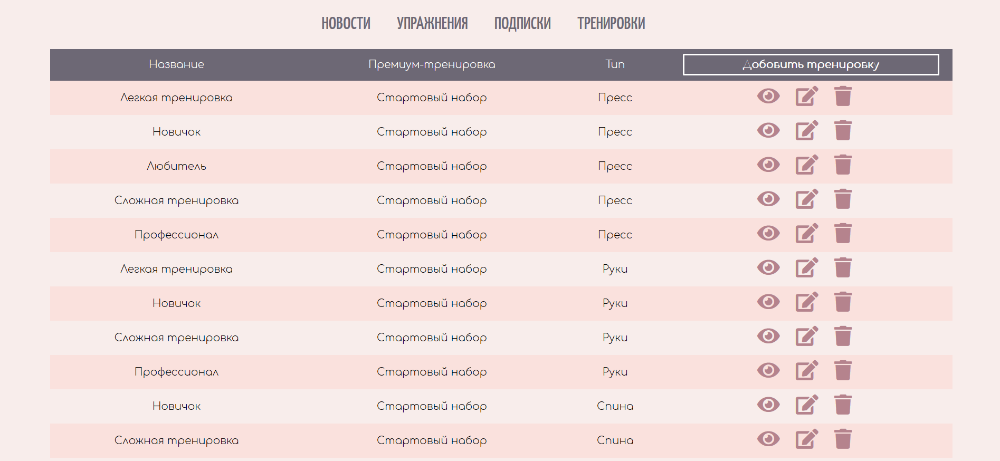 НОВОСТИ УПРАЖНЕНИЯ ПОДПИСКИ ТРЕНИРОВКИ
Название Премиум-тренировка Тип Добовить тренировку
Легкая тренировка Стартовый набор Пресс
Новичок Стартовый набор Пресс
Любитель Стартовый набор Пресс
Сложная тренировка Стартовый набор Пресс
Профессионал Стартовый набор Пресс
Легкая тренировка Стартовый набор Руки
Новичок Стартовый набор Руки
Сложная тренировка Стартовый набор Руки
Профессионал Стартовый набор Руки
Новичок Стартовый набор Спина
Сложная тренировка Стартовый набор Спина